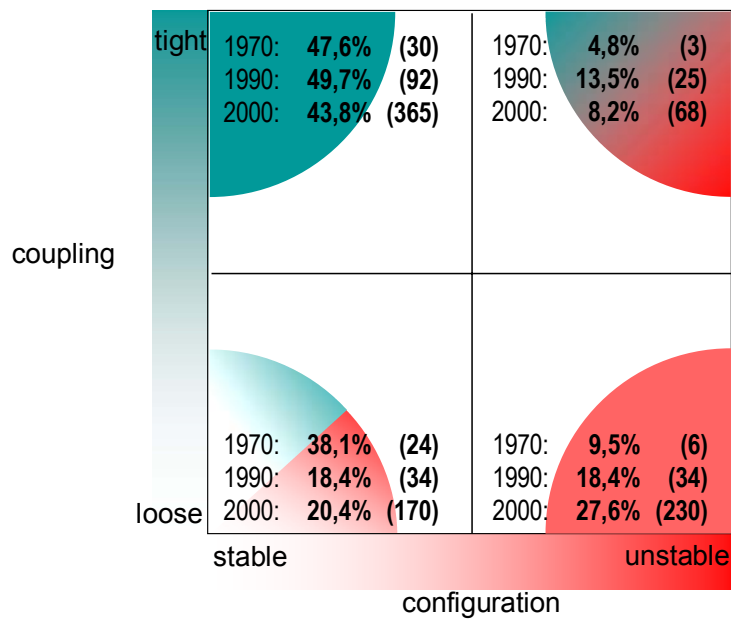 tight
1970: 47,6% (30)
1990: 49,7% (92)
2000: 43,8% (365)
1970: 4,8% (3)
1990: 13,5% (25)
2000: 8,2% (68)
coupling
1970: 38,1% (24)
1990: 18,4% (34)
2000: 20,4% (170)
1970: 9,5% (6)
1990: 18,4% (34)
2000: 27,6% (230)
loose
stable
unstable
configuration